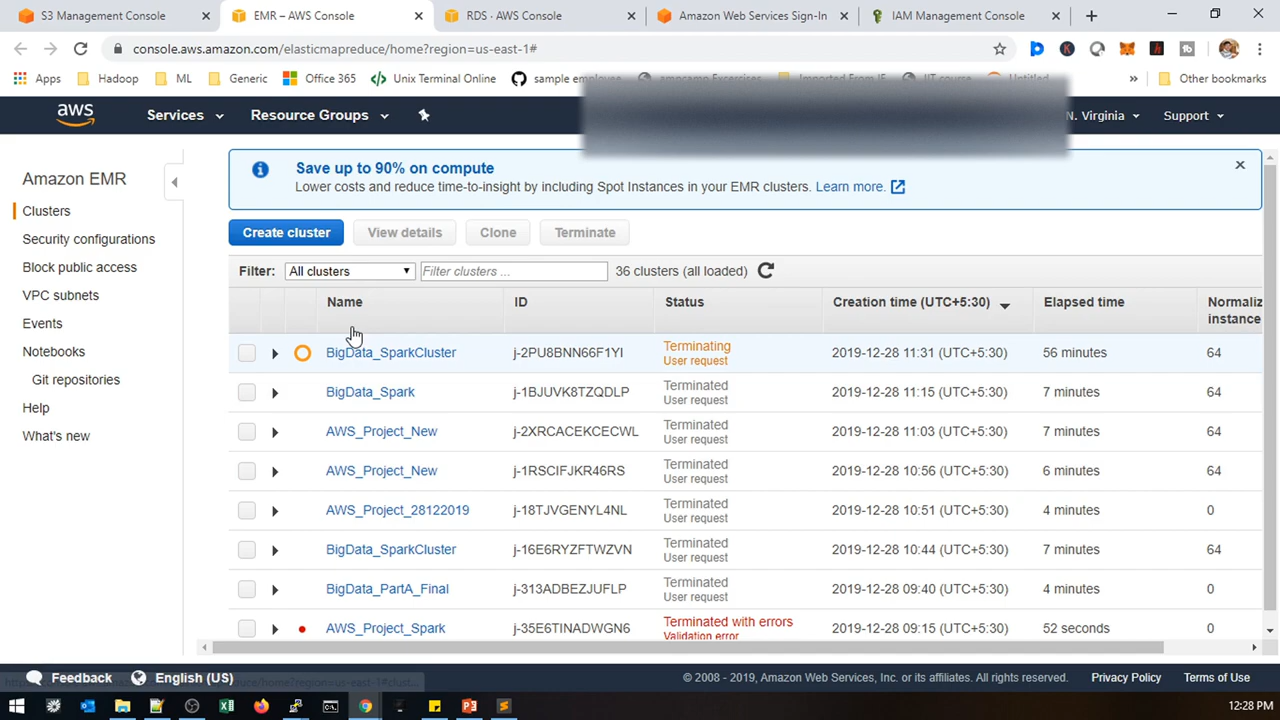 S3 Management Console
EMR – AWS Console
RDS · AWS Console
Amazon Web Services Sign-In
IAM Management Console
console.aws.amazon.com/elasticmapreduce/home?region=us-east-1#
Apps
Hadoop
ML
Generic
Office 365
Unix Terminal Online
sample employee
IIT course
Untitled
»
Other bookmarks
aws
Services
Resource Groups
N. Virginia
Support
Amazon EMR
Clusters
Security configurations
Block public access
VPC subnets
Events
Notebooks
Git repositories
Help
What's new
Save up to 90% on compute
Lower costs and reduce time-to-insight by including Spot Instances in your EMR clusters. Learn more.
Create cluster
View details
Clone
Terminate
Filter:
All clusters
Filter clusters ...
36 clusters (all loaded)
Name
ID
Status
Creation time (UTC+5:30)
Elapsed time
Normaliz
instance
BigData_SparkCluster
j-2PU8BNN66F1YI
Terminating
User request
2019-12-28 11:31 (UTC+5:30)
56 minutes
64
BigData_Spark
j-1BJUVK8TZQDLP
Terminated
User request
2019-12-28 11:15 (UTC+5:30)
7 minutes
64
AWS_Project_New
j-2XRCACEKCECWL
Terminated
User request
2019-12-28 11:03 (UTC+5:30)
7 minutes
64
AWS_Project_New
j-1RSCIFJKR46RS
Terminated
User request
2019-12-28 10:56 (UTC+5:30)
6 minutes
64
AWS_Project_28122019
j-18TJVGENYL4NL
Terminated
User request
2019-12-28 10:51 (UTC+5:30)
4 minutes
0
BigData_SparkCluster
j-16E6RYZFTWZVN
Terminated
User request
2019-12-28 10:44 (UTC+5:30)
7 minutes
64
BigData_PartA_Final
j-313ADBEZJUFLP
Terminated
User request
2019-12-28 09:40 (UTC+5:30)
4 minutes
0
AWS_Project_Spark
j-35E6TINADWGN6
Terminated with errors
Validation error
2019-12-28 09:15 (UTC+5:30)
52 seconds
0
Feedback
English (US)
© 2008 - 2019, Amazon Web Services, Inc. or its affiliates. All rights reserved.
Privacy Policy
Terms of Use
12:28 PM